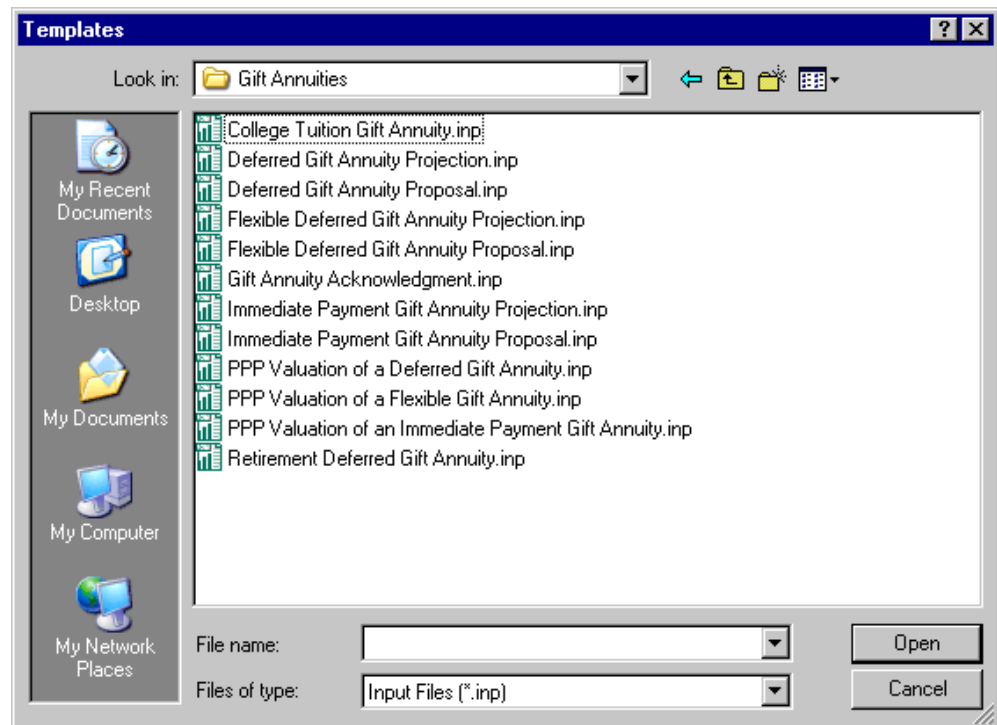 Templates
Look in: Gift Annuities
My Recent
Documents
Desktop
My Documents
My Computer
My Network
Places
College Tuition Gift Annuity.inp
Deferred Gift Annuity Projection.inp
Deferred Gift Annuity Proposal.inp
Flexible Deferred Gift Annuity Projection.inp
Flexible Deferred Gift Annuity Proposal.inp
Gift Annuity Acknowledgment.inp
Immediate Payment Gift Annuity Projection.inp
Immediate Payment Gift Annuity Proposal.inp
PPP Valuation of a Deferred Gift Annuity.inp
PPP Valuation of a Flexible Gift Annuity.inp
PPP Valuation of an Immediate Payment Gift Annuity.inp
Retirement Deferred Gift Annuity.inp
File name:
Open
Files of type: Input Files (*.inp)
Cancel